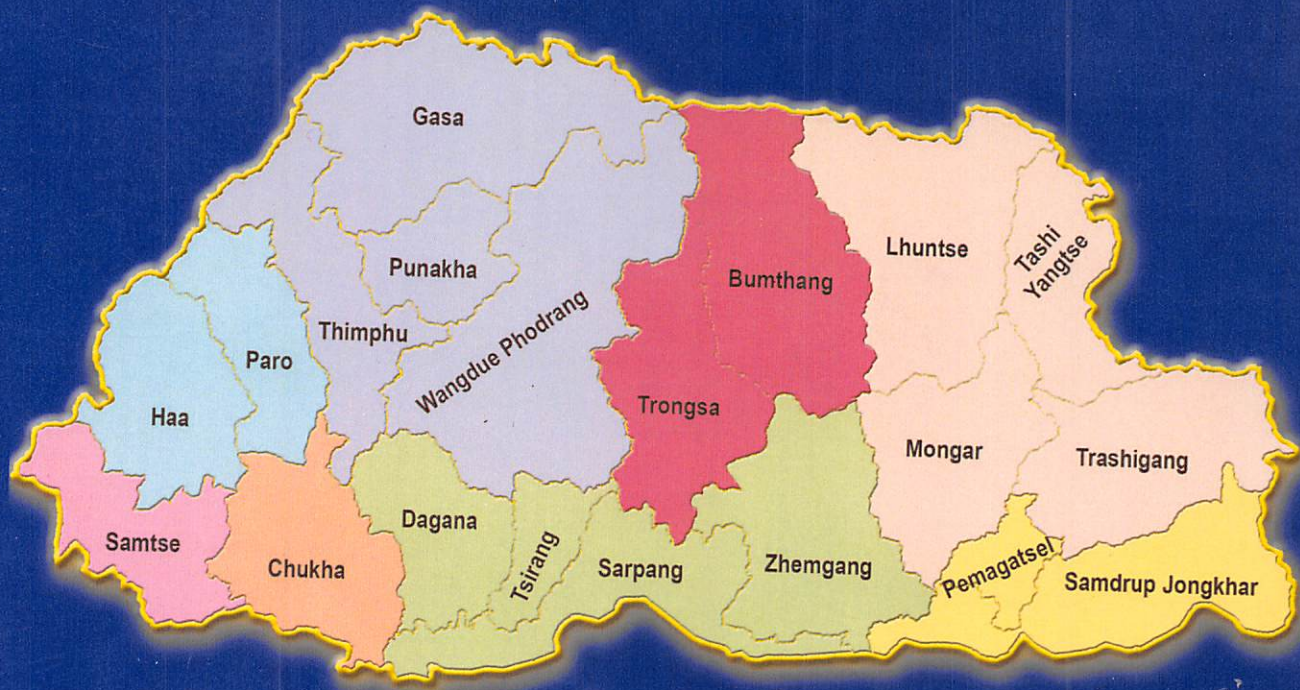 Gasa
Punakha
Thimphu
Wangdue Phodrang
Paro
Haa
Samtse
Chukha
Dagana
Tsirang
Sarpang
Zhemgang
Trongsa
Bumthang
Lhuntse
Tashi
Yangtse
Mongar
Trashigang
Pemagatsel
Samdrup Jongkhar